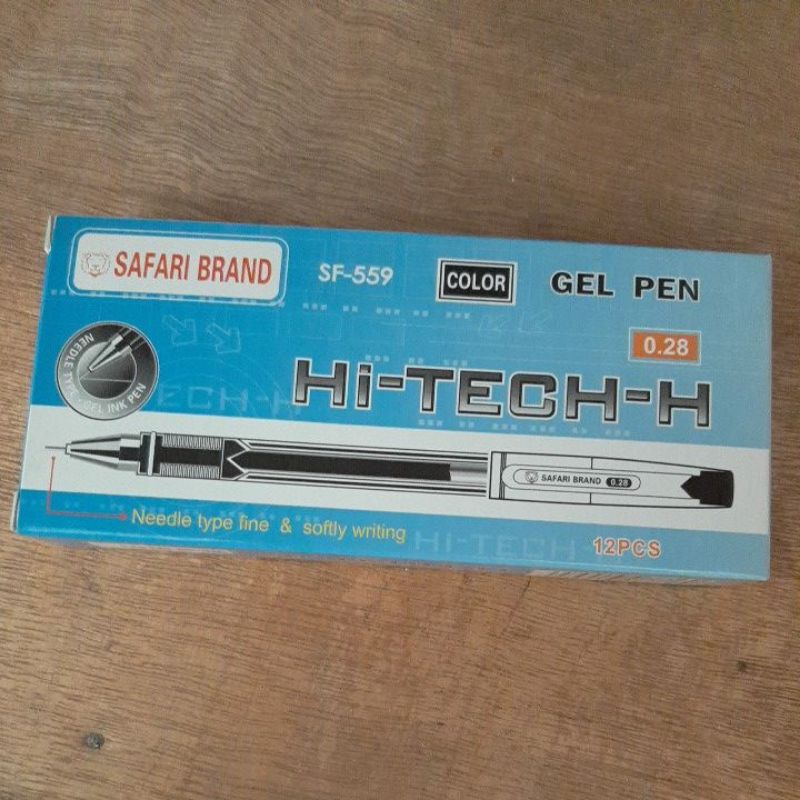 SAFARI BRAND
SF-559
COLOR
GEL PEN
0.28
NEEDLE TYPE - GEL INK PEN
Hi-TECH-H
TECH-H
SAFARI BRAND 0.28
Needle type fine & softly writing
HI-TECH-H
12PCS